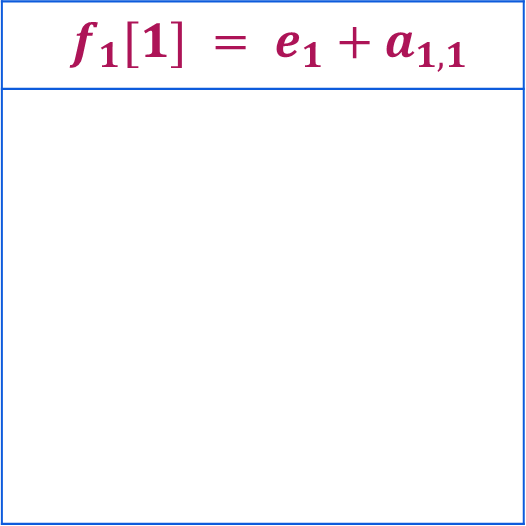 f₁[1] = e₁ + a₁,₁